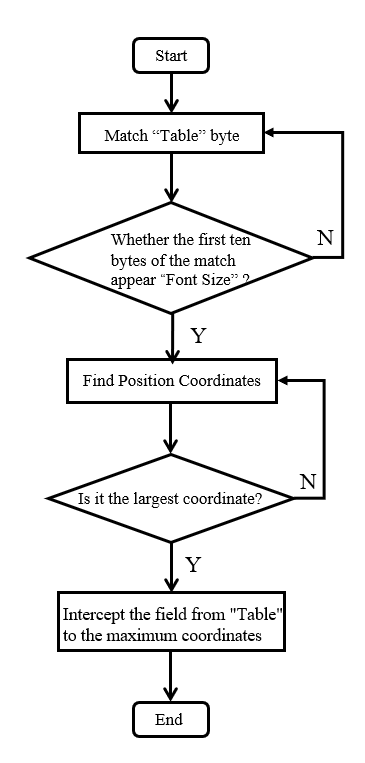 Start
Match “Table” byte
Whether the first ten
bytes of the match
appear “Font Size” ?
N
Y
Find Position Coordinates
Is it the largest coordinate?
N
Y
Intercept the field from "Table"
to the maximum coordinates
End